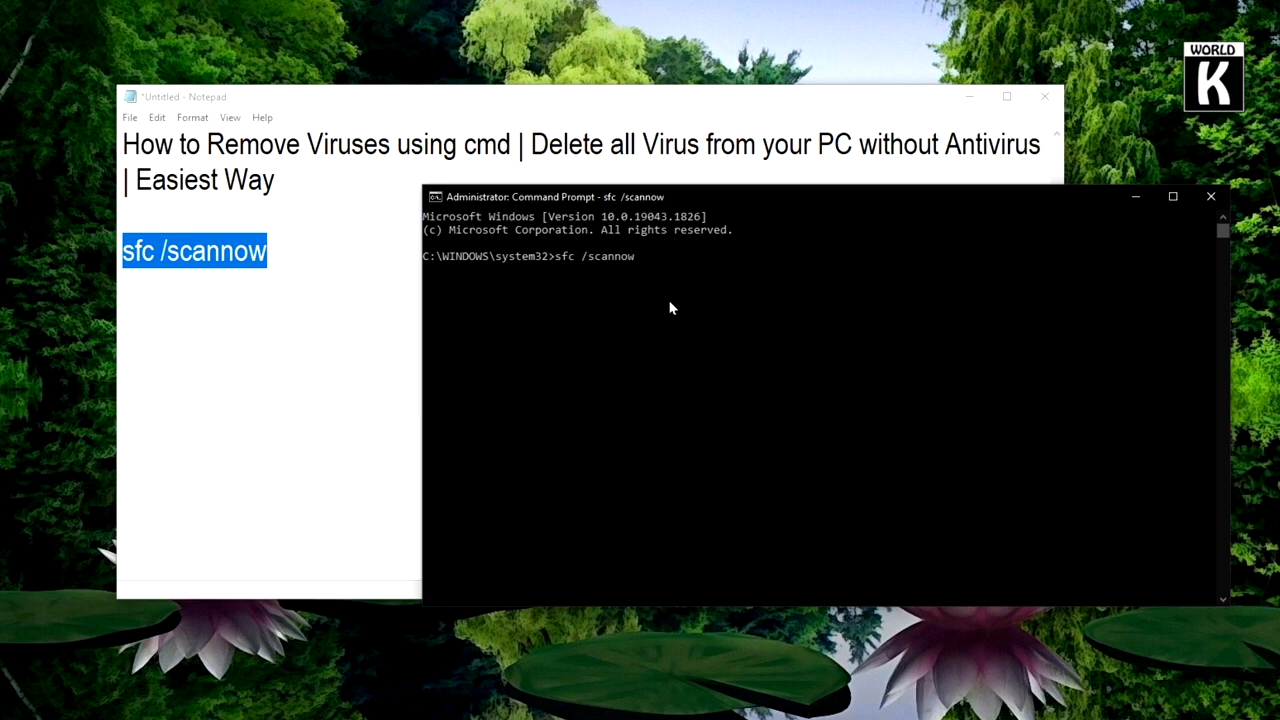 WORLD
K
*Untitled - Notepad
File Edit Format View Help
How to Remove Viruses using cmd | Delete all Virus from your PC without Antivirus
| Easiest Way
sfc /scannow
Administrator: Command Prompt - sfc /scannow
Microsoft Windows [Version 10.0.19043.1826]
(c) Microsoft Corporation. All rights reserved.
C:\WINDOWS\system32>sfc /scannow